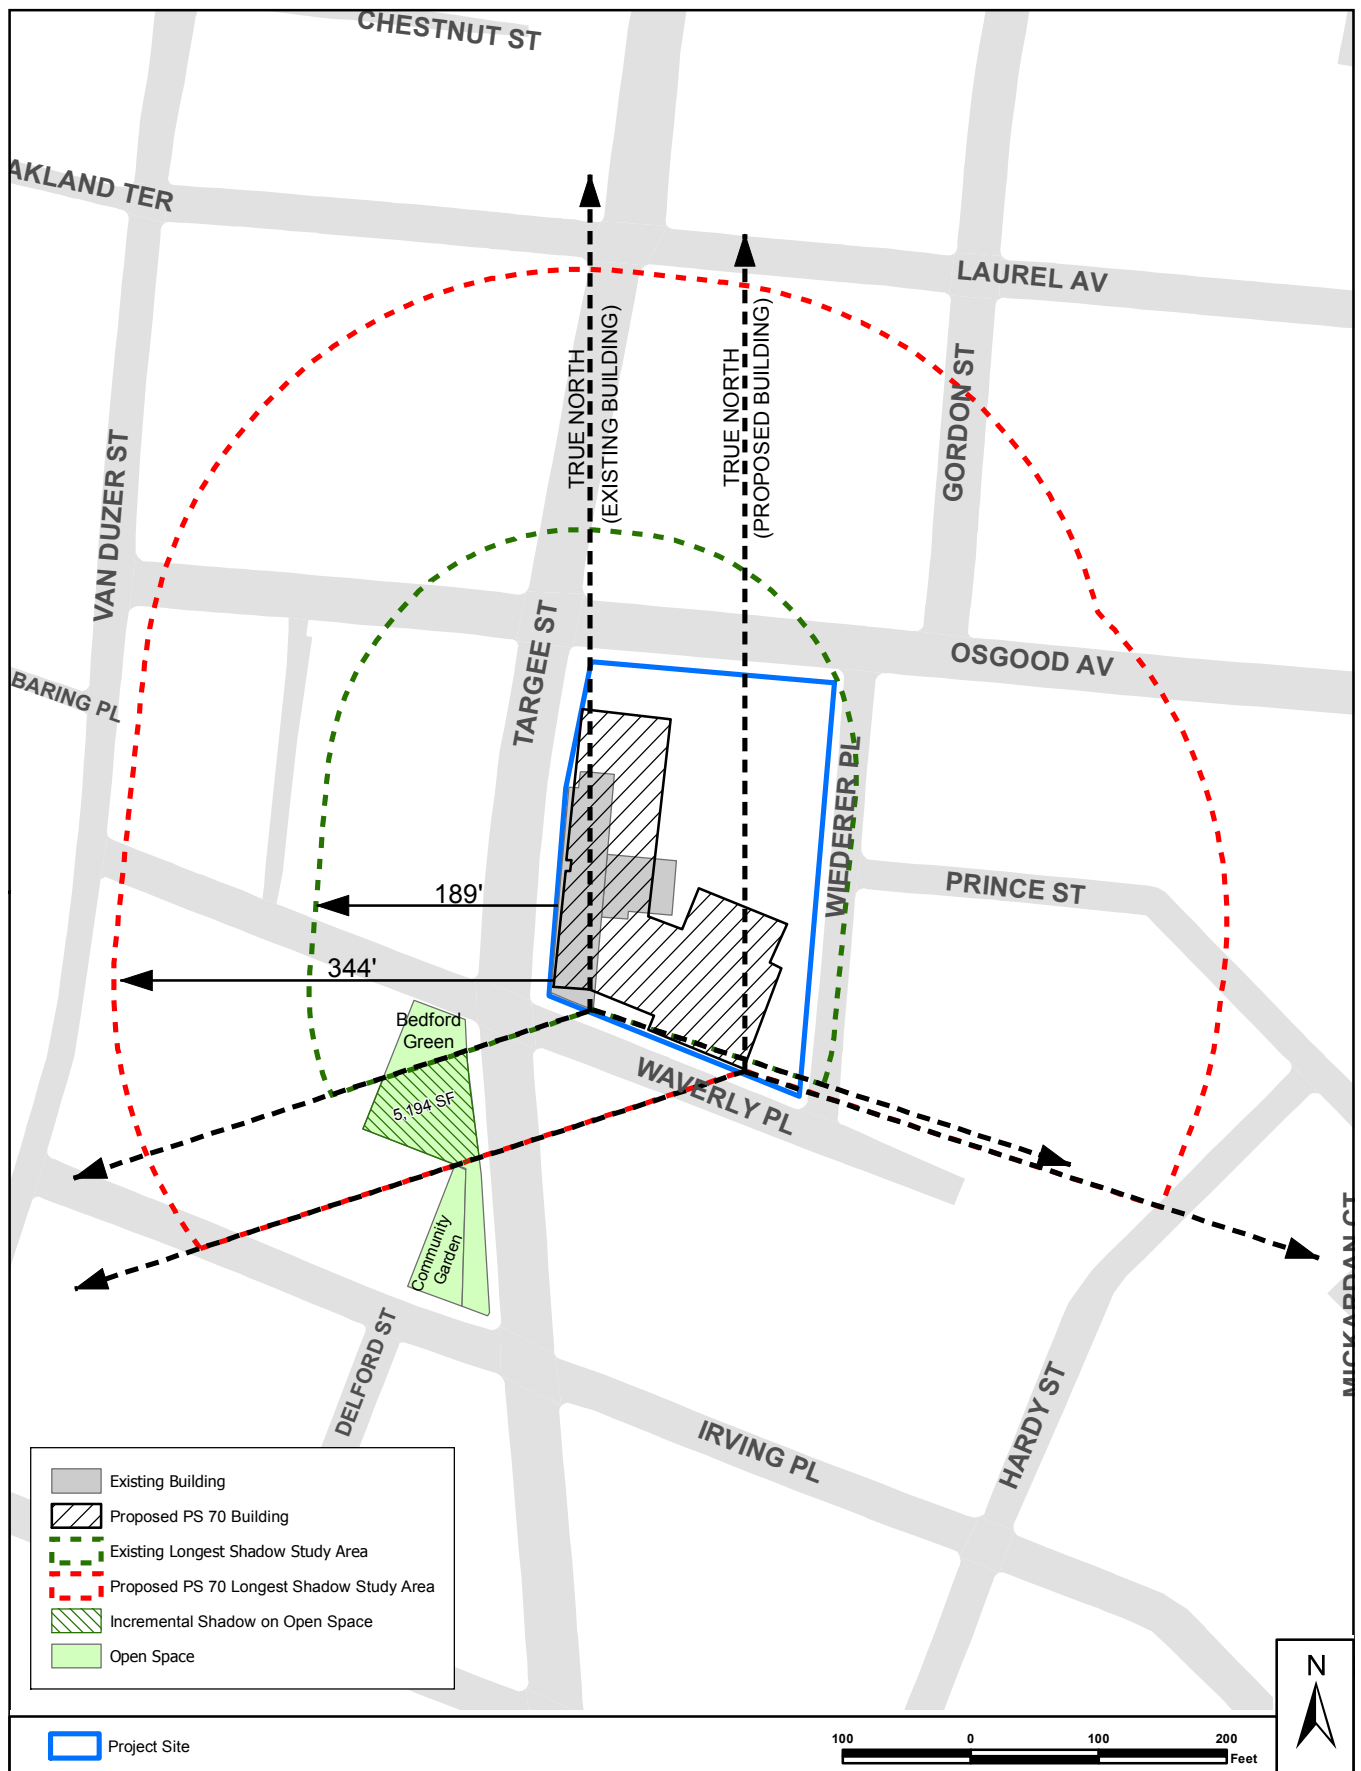 CHESTNUT ST
AKLAND TER
LAUREL AV
TRUE NORTH
(EXISTING BUILDING)
TRUE NORTH
(PROPOSED BUILDING)
GORDON ST
VAN DUZER ST
TARGEE ST
OSGOOD AV
BARING PL
WIEDERER PL
PRINCE ST
189'
344'
Bedford
Green
5,194 SF
WAVERLY PL
Community
Garden
DELFORD ST
IRVING PL
HARDY ST
MICKARDAN CT
Existing Building
Proposed PS 70 Building
Existing Longest Shadow Study Area
Proposed PS 70 Longest Shadow Study Area
Incremental Shadow on Open Space
Open Space
N
Project Site
100 0 100 200
Feet